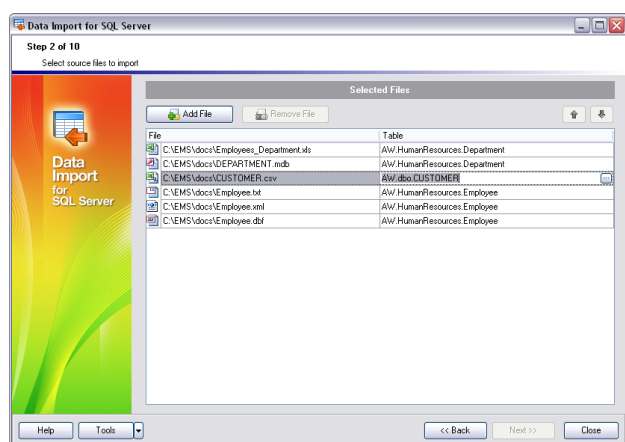 Data Import for SQL Server
Step 2 of 10
Select source files to import
Selected Files
Add File
Remove File
File Table
C:\EMS\docs\Employees_Department.xls AW.HumanResources.Department
C:\EMS\docs\DEPARTMENT.mdb AW.HumanResources.Department
C:\EMS\docs\CUSTOMER.csv AW.dbo.CUSTOMER ...
C:\EMS\docs\Employee.txt AW.HumanResources.Employee
C:\EMS\docs\Employee.xml AW.HumanResources.Employee
C:\EMS\docs\Employee.dbf AW.HumanResources.Employee
Data
Import
for
SQL Server
Help Tools << Back Next >> Close